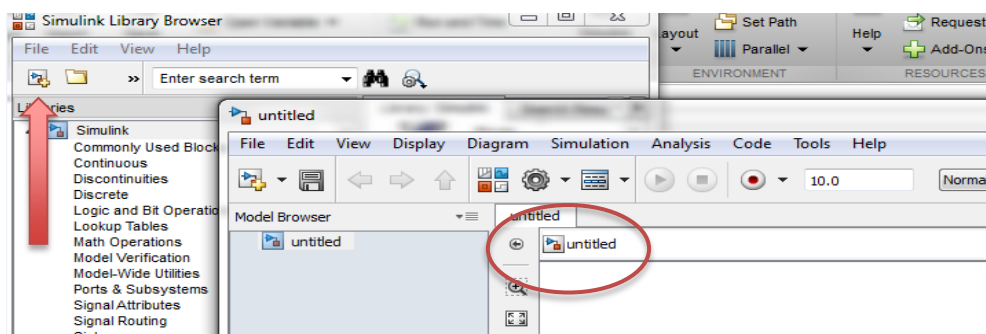 Simulink Library Browser
File Edit View Help
» Enter search term
Simulink
Commonly Used Block
Continuous
Discontinuities
Discrete
Logic and Bit Operatio
Lookup Tables
Math Operations
Model Verification
Model-Wide Utilities
Ports & Subsystems
Signal Attributes
Signal Routing
Set Path
Parallel
Help
Request
Add-Ons
ENVIRONMENT
RESOURCES
untitled
File Edit View Display Diagram Simulation Analysis Code Tools Help
10.0
Norma
Model Browser
untitled
untitled
untitled